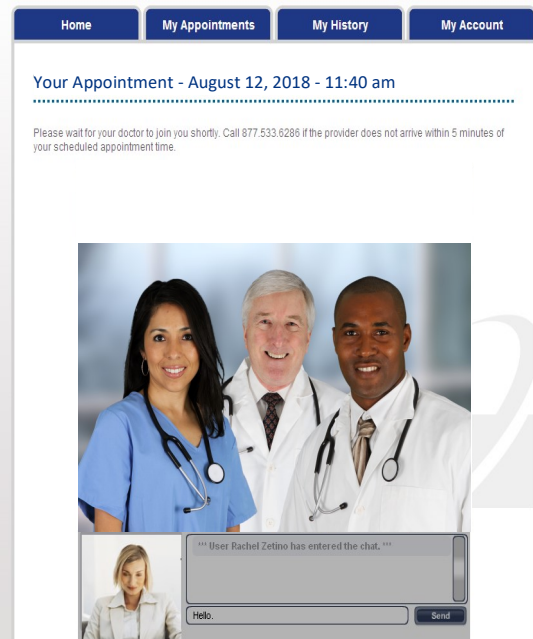 Home
My Appointments
My History
My Account
Your Appointment - August 12, 2018 - 11:40 am
Please wait for your doctor to join you shortly. Call 877.533.6286 if the provider does not arrive within 5 minutes of
your scheduled appointment time.
*** User Rachel Zetino has entered the chat. ***
Hello.
Send